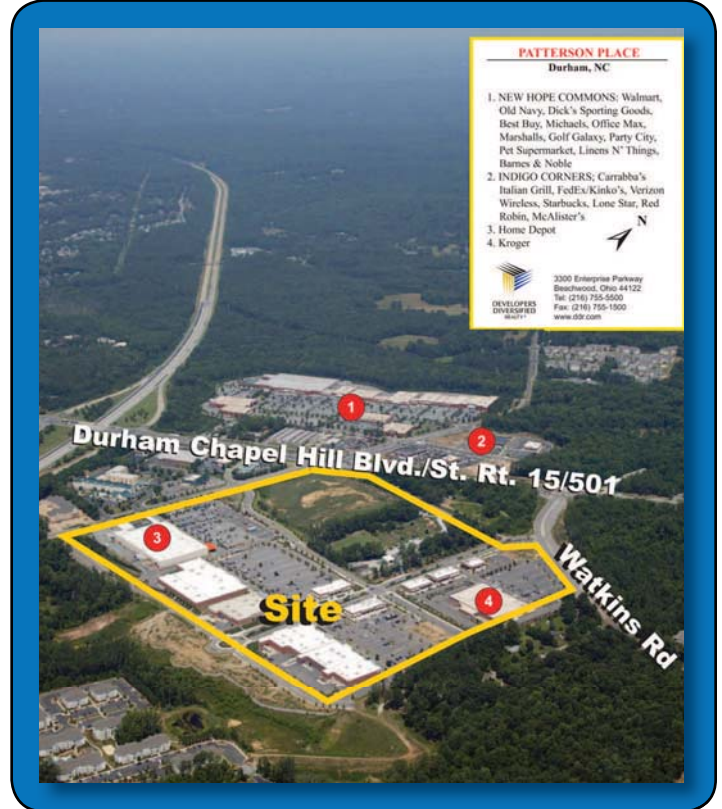 PATTERSON PLACE
Durham, NC
1. NEW HOPE COMMONS: Walmart,
Old Navy, Dick's Sporting Goods,
Best Buy, Michaels, Office Max,
Marshalls, Golf Galaxy, Party City,
Pet Supermarket, Linens N' Things,
Barnes & Noble
2. INDIGO CORNERS; Carrabba's
Italian Grill, FedEx/Kinko's, Verizon
Wireless, Starbucks, Lone Star, Red
Robin, McAlister's
3. Home Depot
4. Kroger
N
DEVELOPERS
DIVERSIFIED
REALTY
3300 Enterprise Parkway
Beachwood, Ohio 44122
Tel: (216) 755-5500
Fax: (216) 755-1500
www.ddr.com
1
2
Durham Chapel Hill Blvd./St. Rt. 15/501
3
Site
4
Watkins Rd